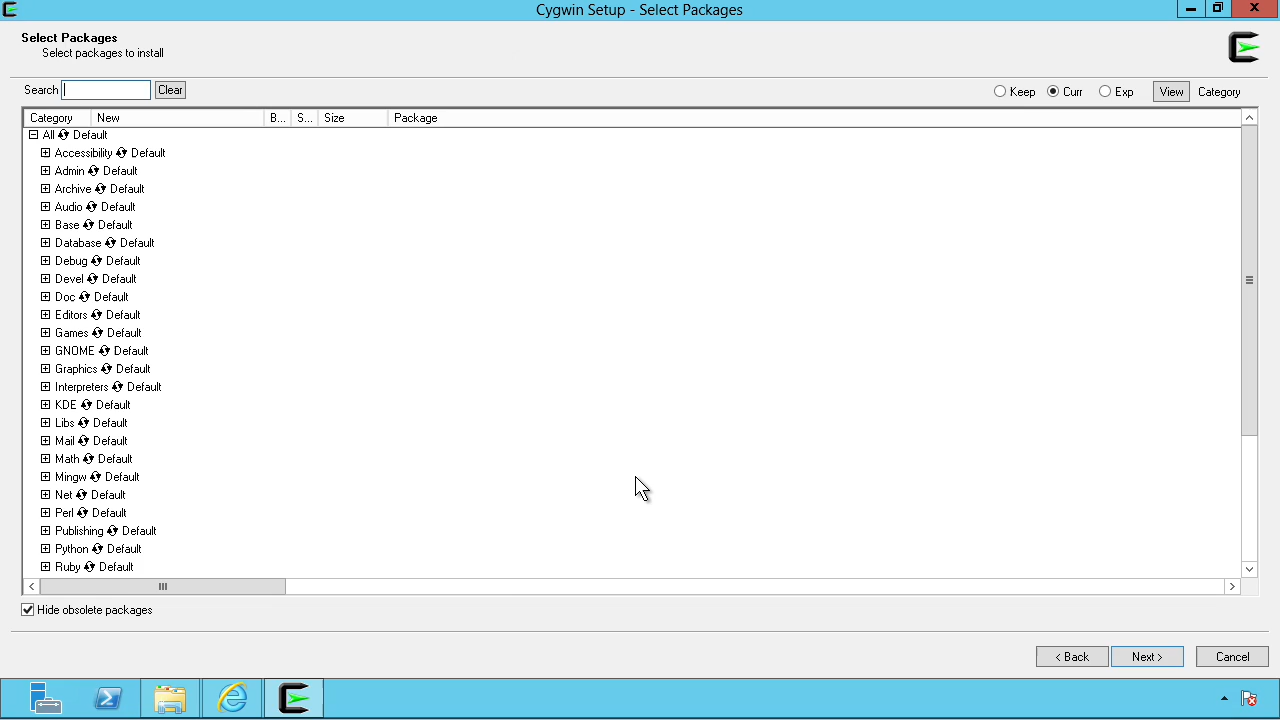 Cygwin Setup - Select Packages
Select Packages
Select packages to install
Search Clear Keep Curr Exp View Category
Category New B... S... Size Package
All Default
Accessibility Default
Admin Default
Archive Default
Audio Default
Base Default
Database Default
Debug Default
Devel Default
Doc Default
Editors Default
Games Default
GNOME Default
Graphics Default
Interpreters Default
KDE Default
Libs Default
Mail Default
Math Default
Mingw Default
Net Default
Perl Default
Publishing Default
Python Default
Ruby Default
Hide obsolete packages
< Back Next > Cancel